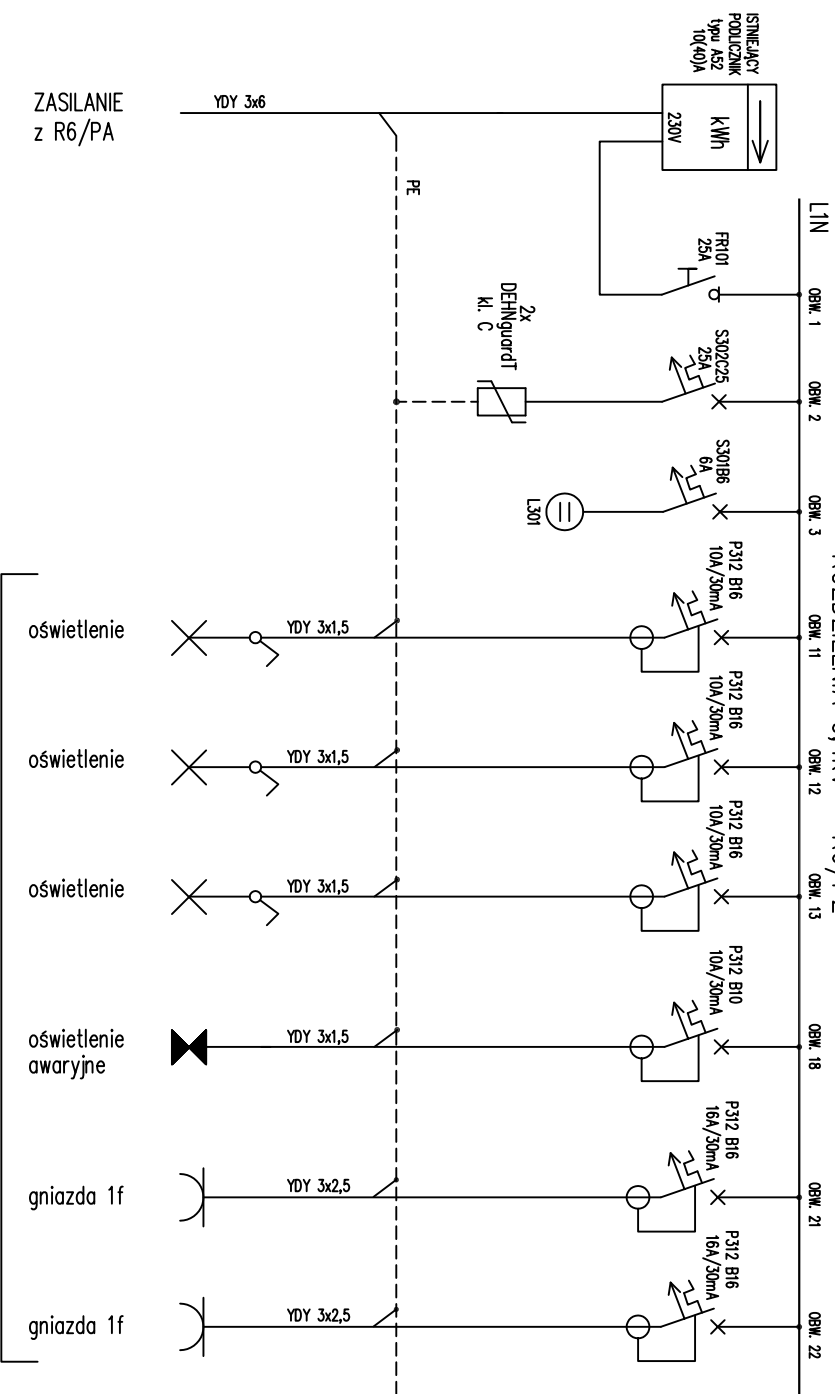 ISTNIEJĄCY
PODLICZNIK
typu A52
10(40)A
kWh
230V
ZASILANIE
z R6/PA
YDY 3x6
PE
L1N
FR101
25A
OBW. 1
S302C25
25A
OBW. 2
2x
DEHNguardT
kl. C
S301B6
6A
OBW. 3
L301
P312 B16
10A/30mA
OBW. 11
YDY 3x1,5
oświetlenie
P312 B16
10A/30mA
OBW. 12
YDY 3x1,5
oświetlenie
P312 B16
10A/30mA
OBW. 13
YDY 3x1,5
oświetlenie
P312 B10
10A/30mA
OBW. 18
YDY 3x1,5
oświetlenie
awaryjne
P312 B16
16A/30mA
OBW. 21
YDY 3x2,5
gniazda 1f
P312 B16
16A/30mA
OBW. 22
YDY 3x2,5
gniazda 1f